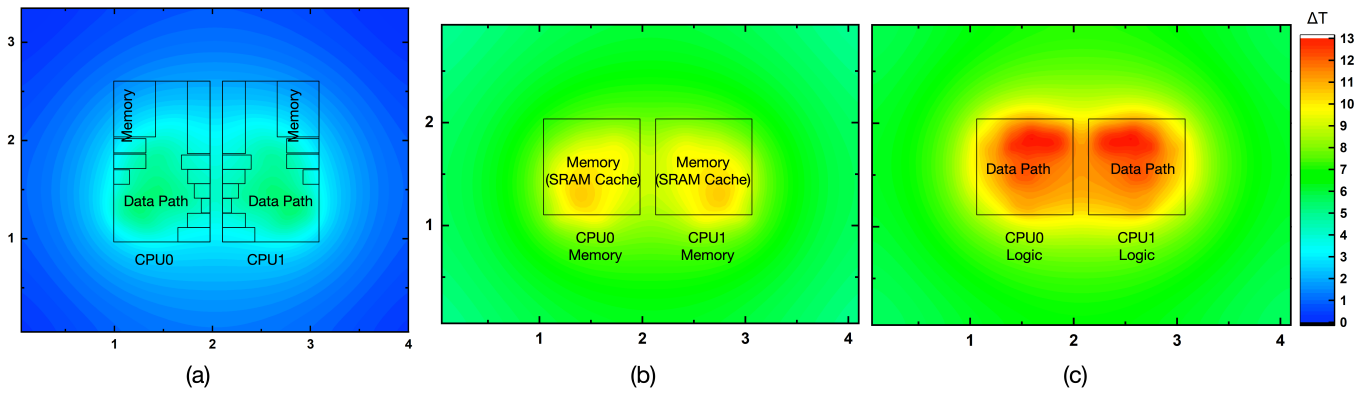 ΔT
3
2
1
1
2
3
4
Memory
Memory
Data Path
Data Path
CPU0
CPU1
(a)
2
1
1
2
3
4
Memory
(SRAM Cache)
Memory
(SRAM Cache)
CPU0
Memory
CPU1
Memory
(b)
2
1
1
2
3
4
Data Path
Data Path
CPU0
Logic
CPU1
Logic
(c)
13
12
11
10
9
8
7
6
5
4
3
2
1
0